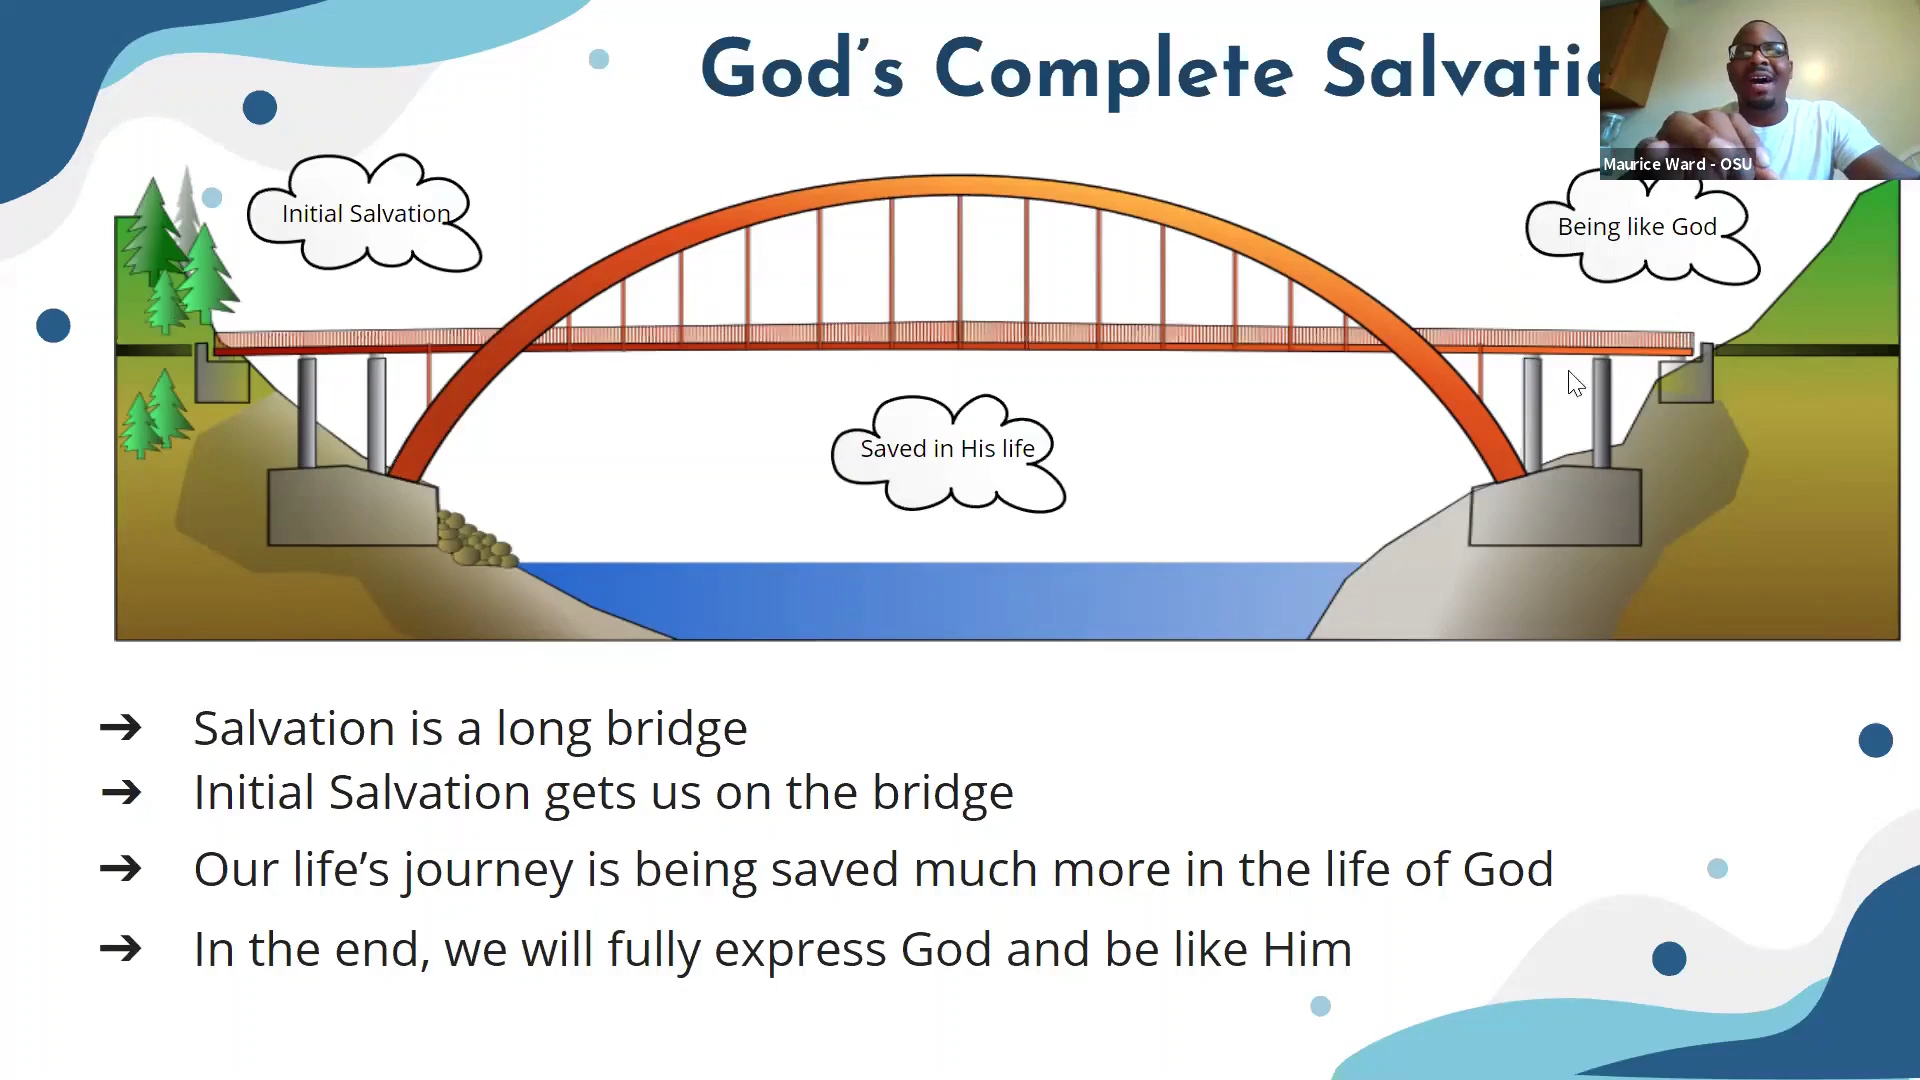 God's Complete Salvatio
Maurice Ward - OSU
Initial Salvation
Being like God
Saved in His life
➔ Salvation is a long bridge
➔ Initial Salvation gets us on the bridge
➔ Our life's journey is being saved much more in the life of God
➔ In the end, we will fully express God and be like Him